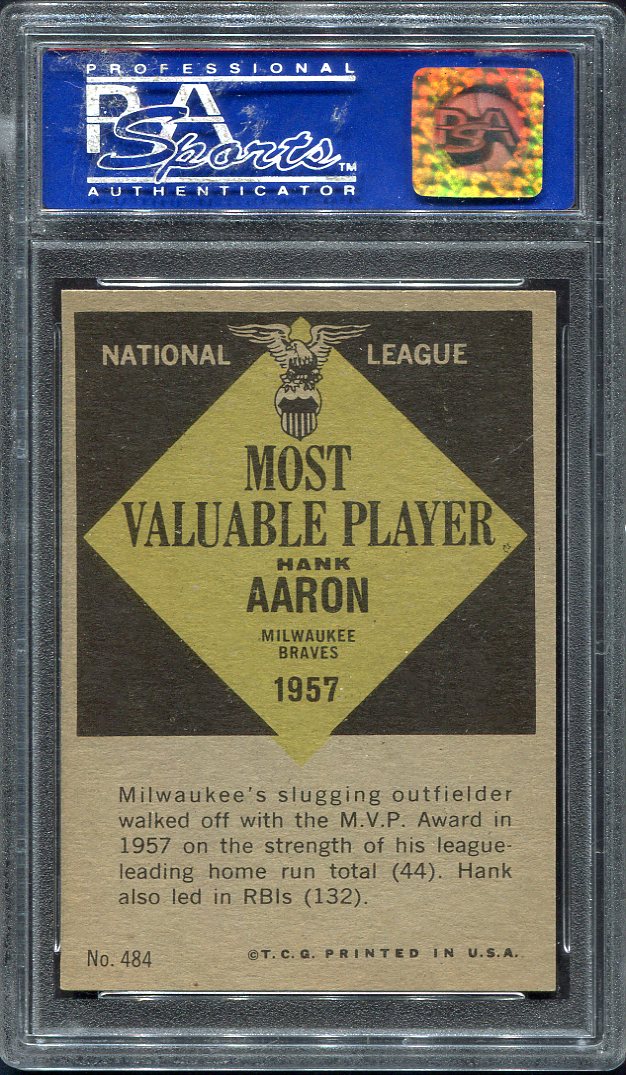 PROFESSIONAL
PSA
Sports™
AUTHENTICATOR
PSA
NATIONAL LEAGUE
MOST
VALUABLE PLAYER
HANK
AARON
MILWAUKEE
BRAVES
1957
Milwaukee's slugging outfielder
walked off with the M.V.P. Award in
1957 on the strength of his league-
leading home run total (44). Hank
also led in RBIs (132).
No. 484 ©T.C.G. PRINTED IN U.S.A.